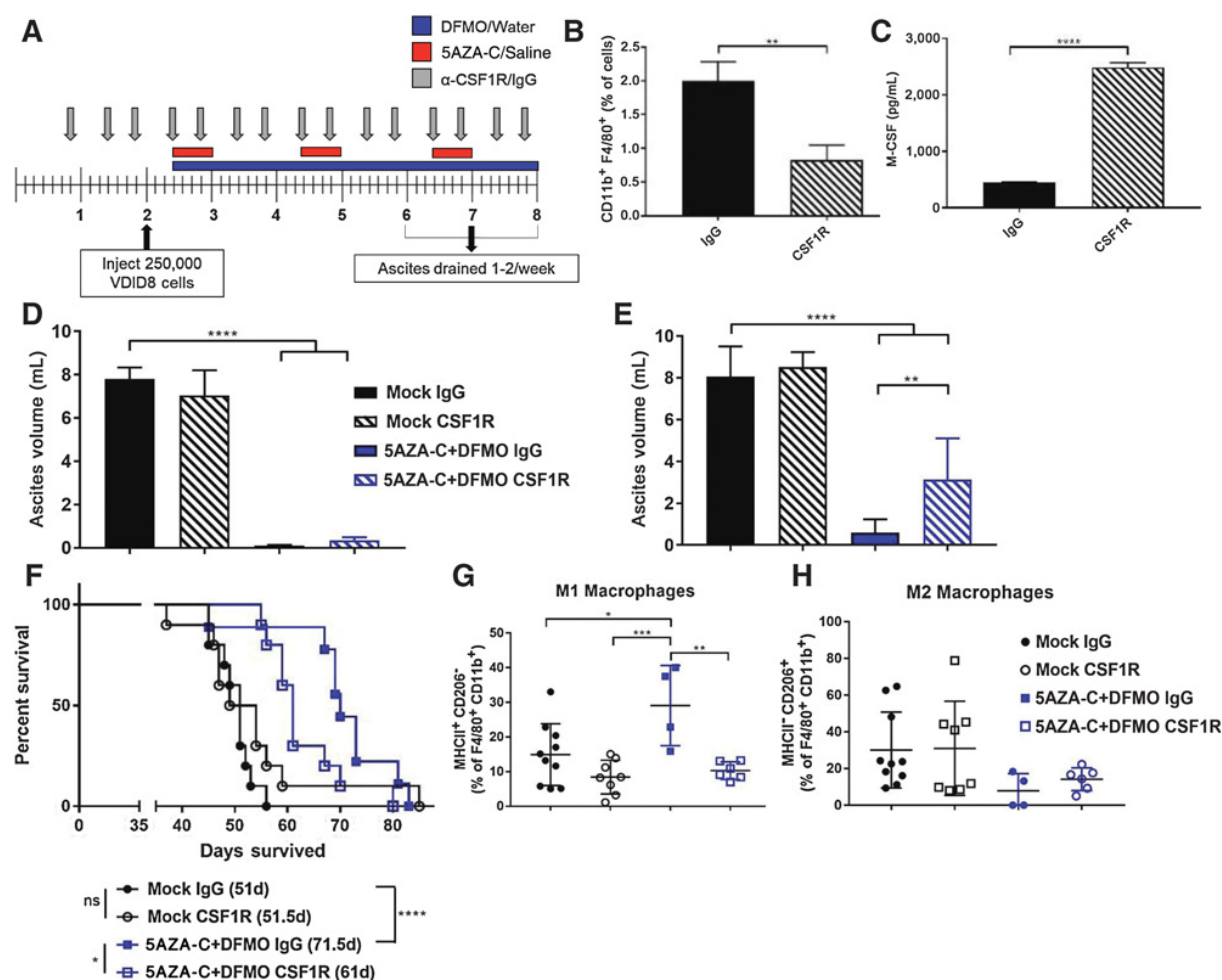 A
DFMO/Water
5AZA-C/Saline
α-CSF1R/IgG
1 2 3 4 5 6 7 8
Inject 250,000
VDID8 cells
Ascites drained 1-2/week
B
CD11b+ F4/80+ (% of cells)
2.5
2.0
1.5
1.0
0.5
0.0
**
IgG
CSF1R
C
M-CSF (pg/mL)
3,000
2,000
1,000
0
****
IgG
CSF1R
D
Ascites volume (mL)
10
8
6
4
2
0
****
Mock IgG
Mock CSF1R
5AZA-C+DFMO IgG
5AZA-C+DFMO CSF1R
E
Ascites volume (mL)
10
8
6
4
2
0
****
**
F
Percent survival
100
50
0
0 35 40 50 60 70 80
Days survived
ns
Mock IgG (51d)
Mock CSF1R (51.5d)
*
5AZA-C+DFMO IgG (71.5d)
5AZA-C+DFMO CSF1R (61d)
****
G
M1 Macrophages
MHCII+ CD206-
(% of F4/80+ CD11b+)
50
40
30
20
10
0
*
***
**
H
M2 Macrophages
MHCII- CD206+
(% of F4/80+ CD11b+)
100
80
60
40
20
0
Mock IgG
Mock CSF1R
5AZA-C+DFMO IgG
5AZA-C+DFMO CSF1R